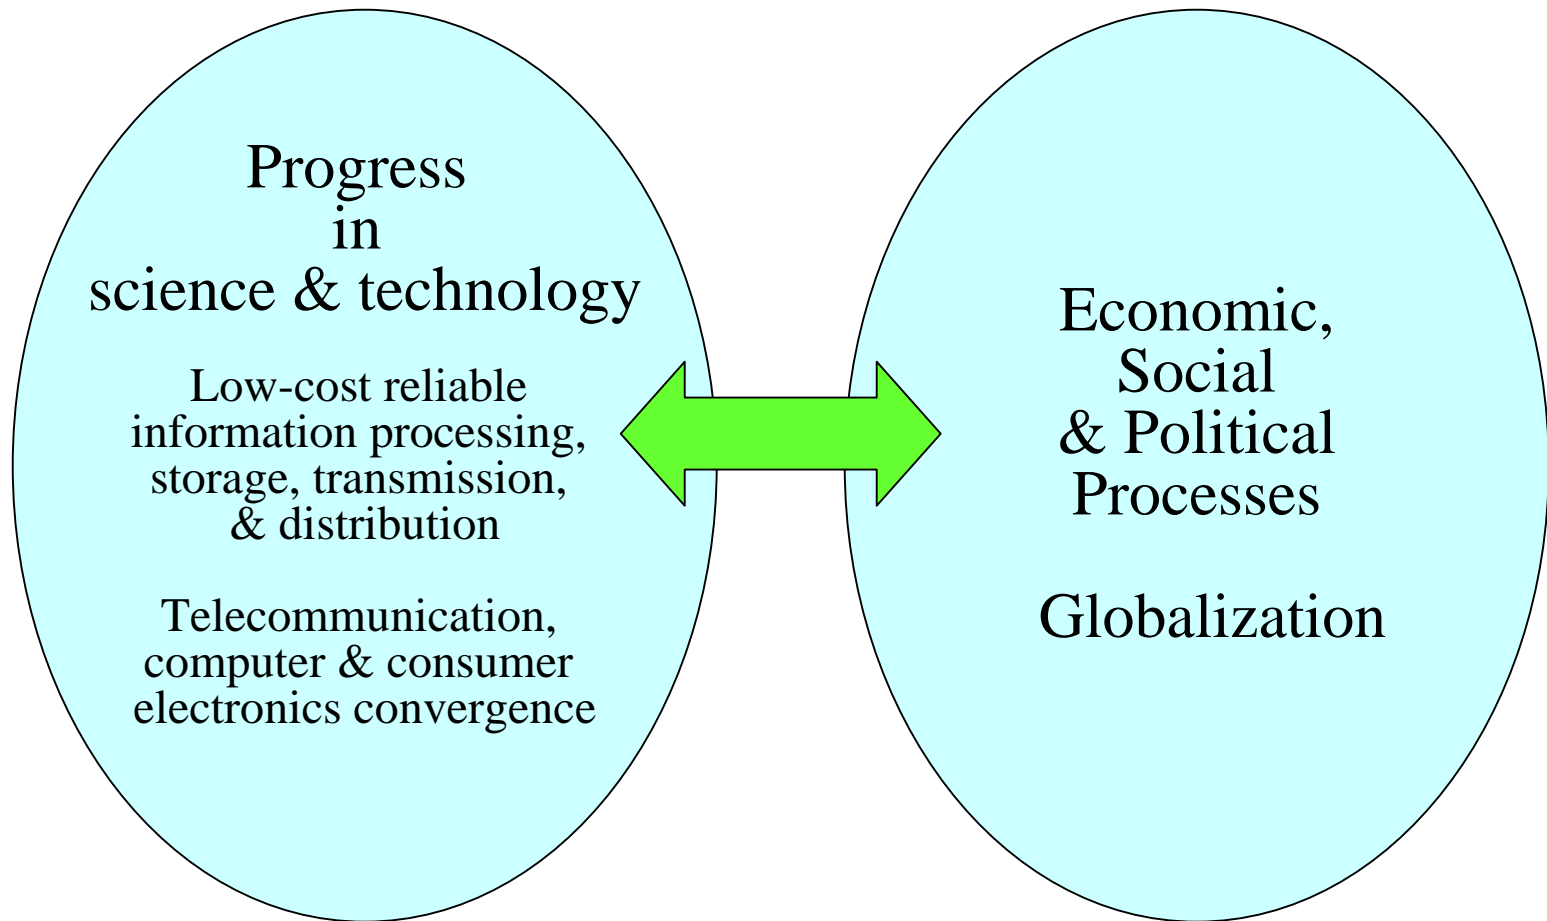 Progress
in
science & technology
Low-cost reliable
information processing,
storage, transmission,
& distribution
Telecommunication,
computer & consumer
electronics convergence
Economic,
Social
& Political
Processes
Globalization